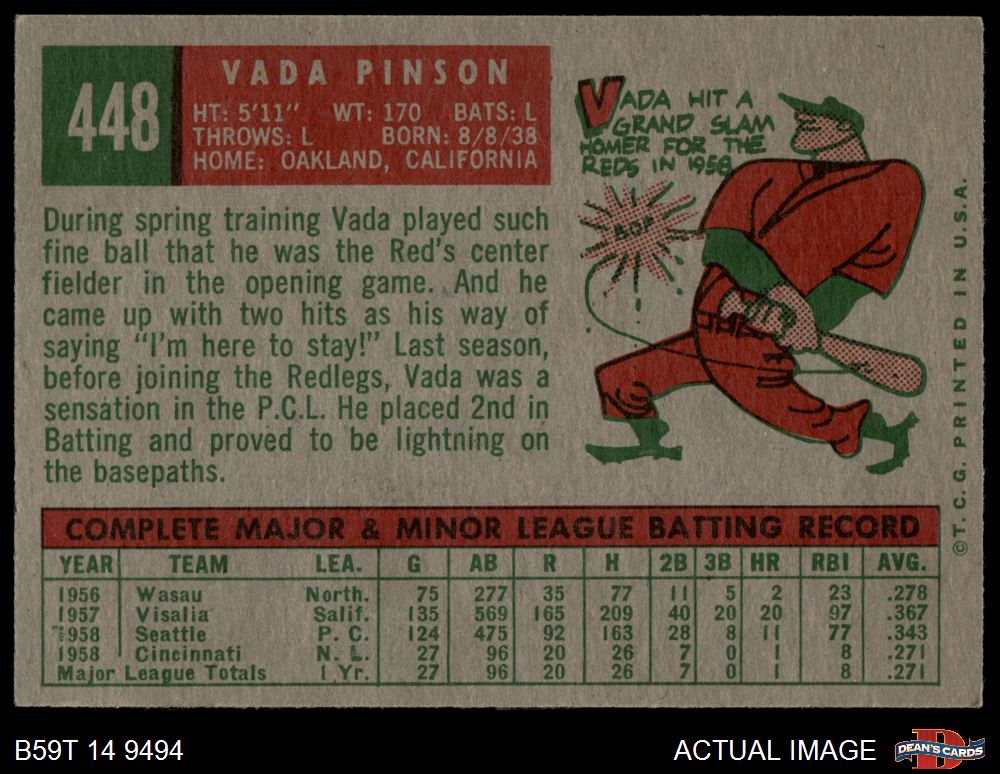 448
VADA PINSON
HT: 5'11" WT: 170 BATS: L
THROWS: L BORN: 8/8/38
HOME: OAKLAND, CALIFORNIA
During spring training Vada played such
fine ball that he was the Red's center
fielder in the opening game. And he
came up with two hits as his way of
saying "I'm here to stay!" Last season,
before joining the Redlegs, Vada was a
sensation in the P.C.L. He placed 2nd in
Batting and proved to be lightning on
the basepaths.
VADA HIT A
GRAND SLAM
HOMER FOR THE
REDS IN 1958
BOP
©T. C. G. PRINTED IN U.S.A.
COMPLETE MAJOR & MINOR LEAGUE BATTING RECORD
YEAR TEAM LEA. G AB R H 2B 3B HR RBI AVG.
1956 Wasau North. 75 277 35 77 11 5 2 23 .278
1957 Visalia Salif. 135 569 165 209 40 20 20 97 .367
1958 Seattle P. C. 124 475 92 163 28 8 11 77 .343
1958 Cincinnati N. L. 27 96 20 26 7 0 1 8 .271
Major League Totals 1 Yr. 27 96 20 26 7 0 1 8 .271
B59T 14 9494
ACTUAL IMAGE
D
DEAN'S CARDS